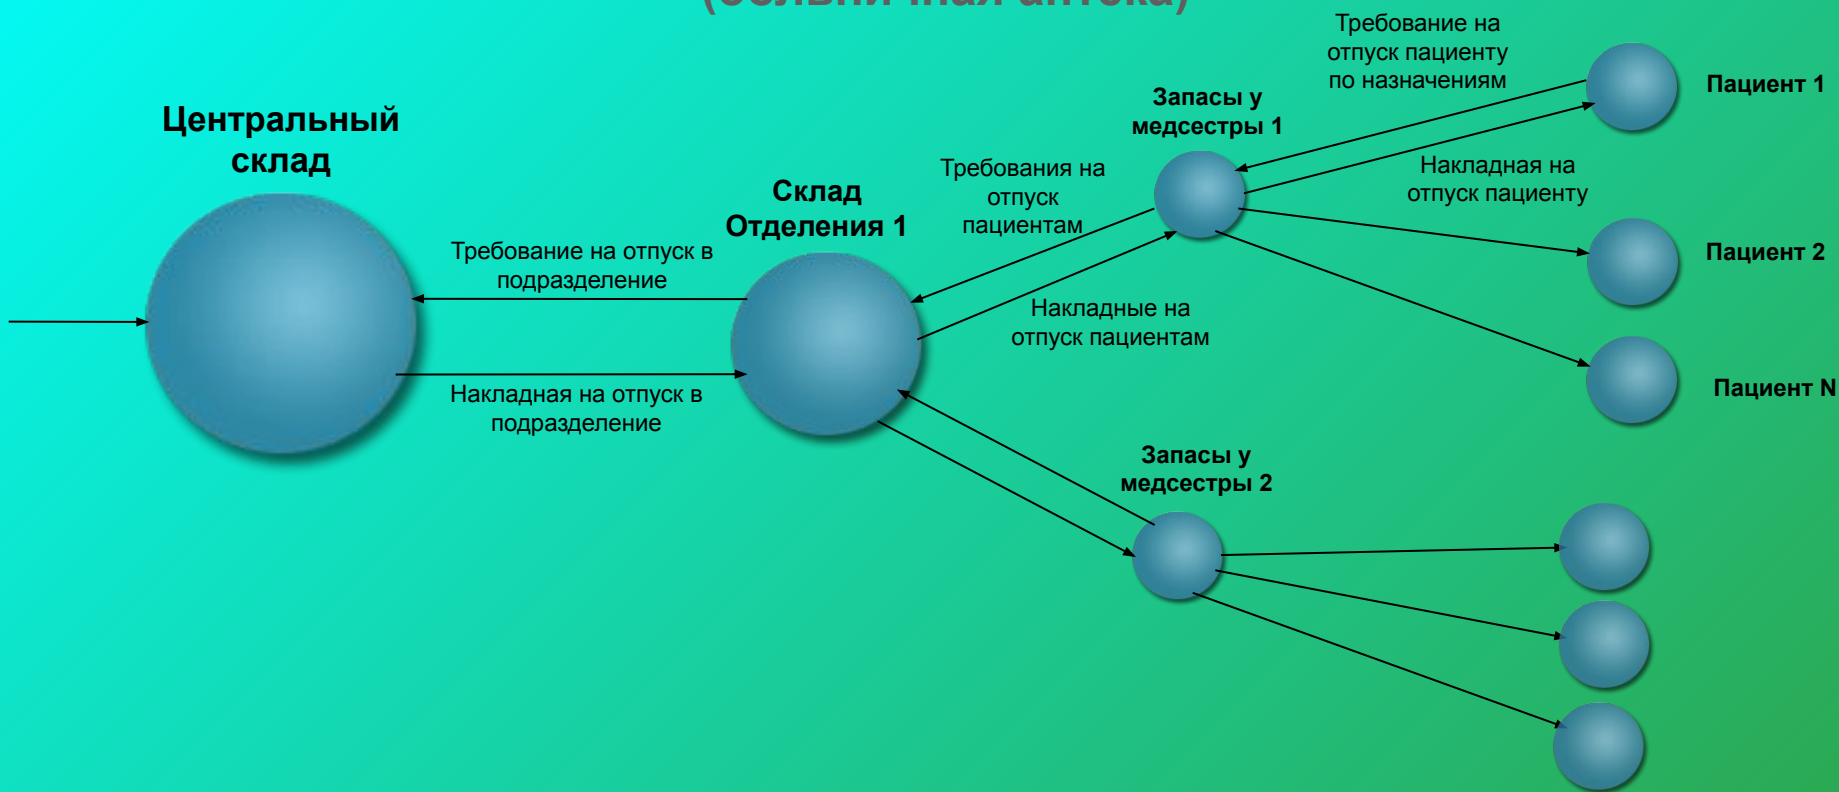 (больничная аптека)
Требование на
отпуск пациенту
по назначениям
Пациент 1
Запасы у
медсестры 1
Центральный
склад
Требования на
отпуск
пациентам
Накладная на
отпуск пациенту
Склад
Отделения 1
Требование на отпуск в
подразделение
Пациент 2
Накладные на
отпуск пациентам
Накладная на отпуск в
подразделение
Пациент N
Запасы у
медсестры 2